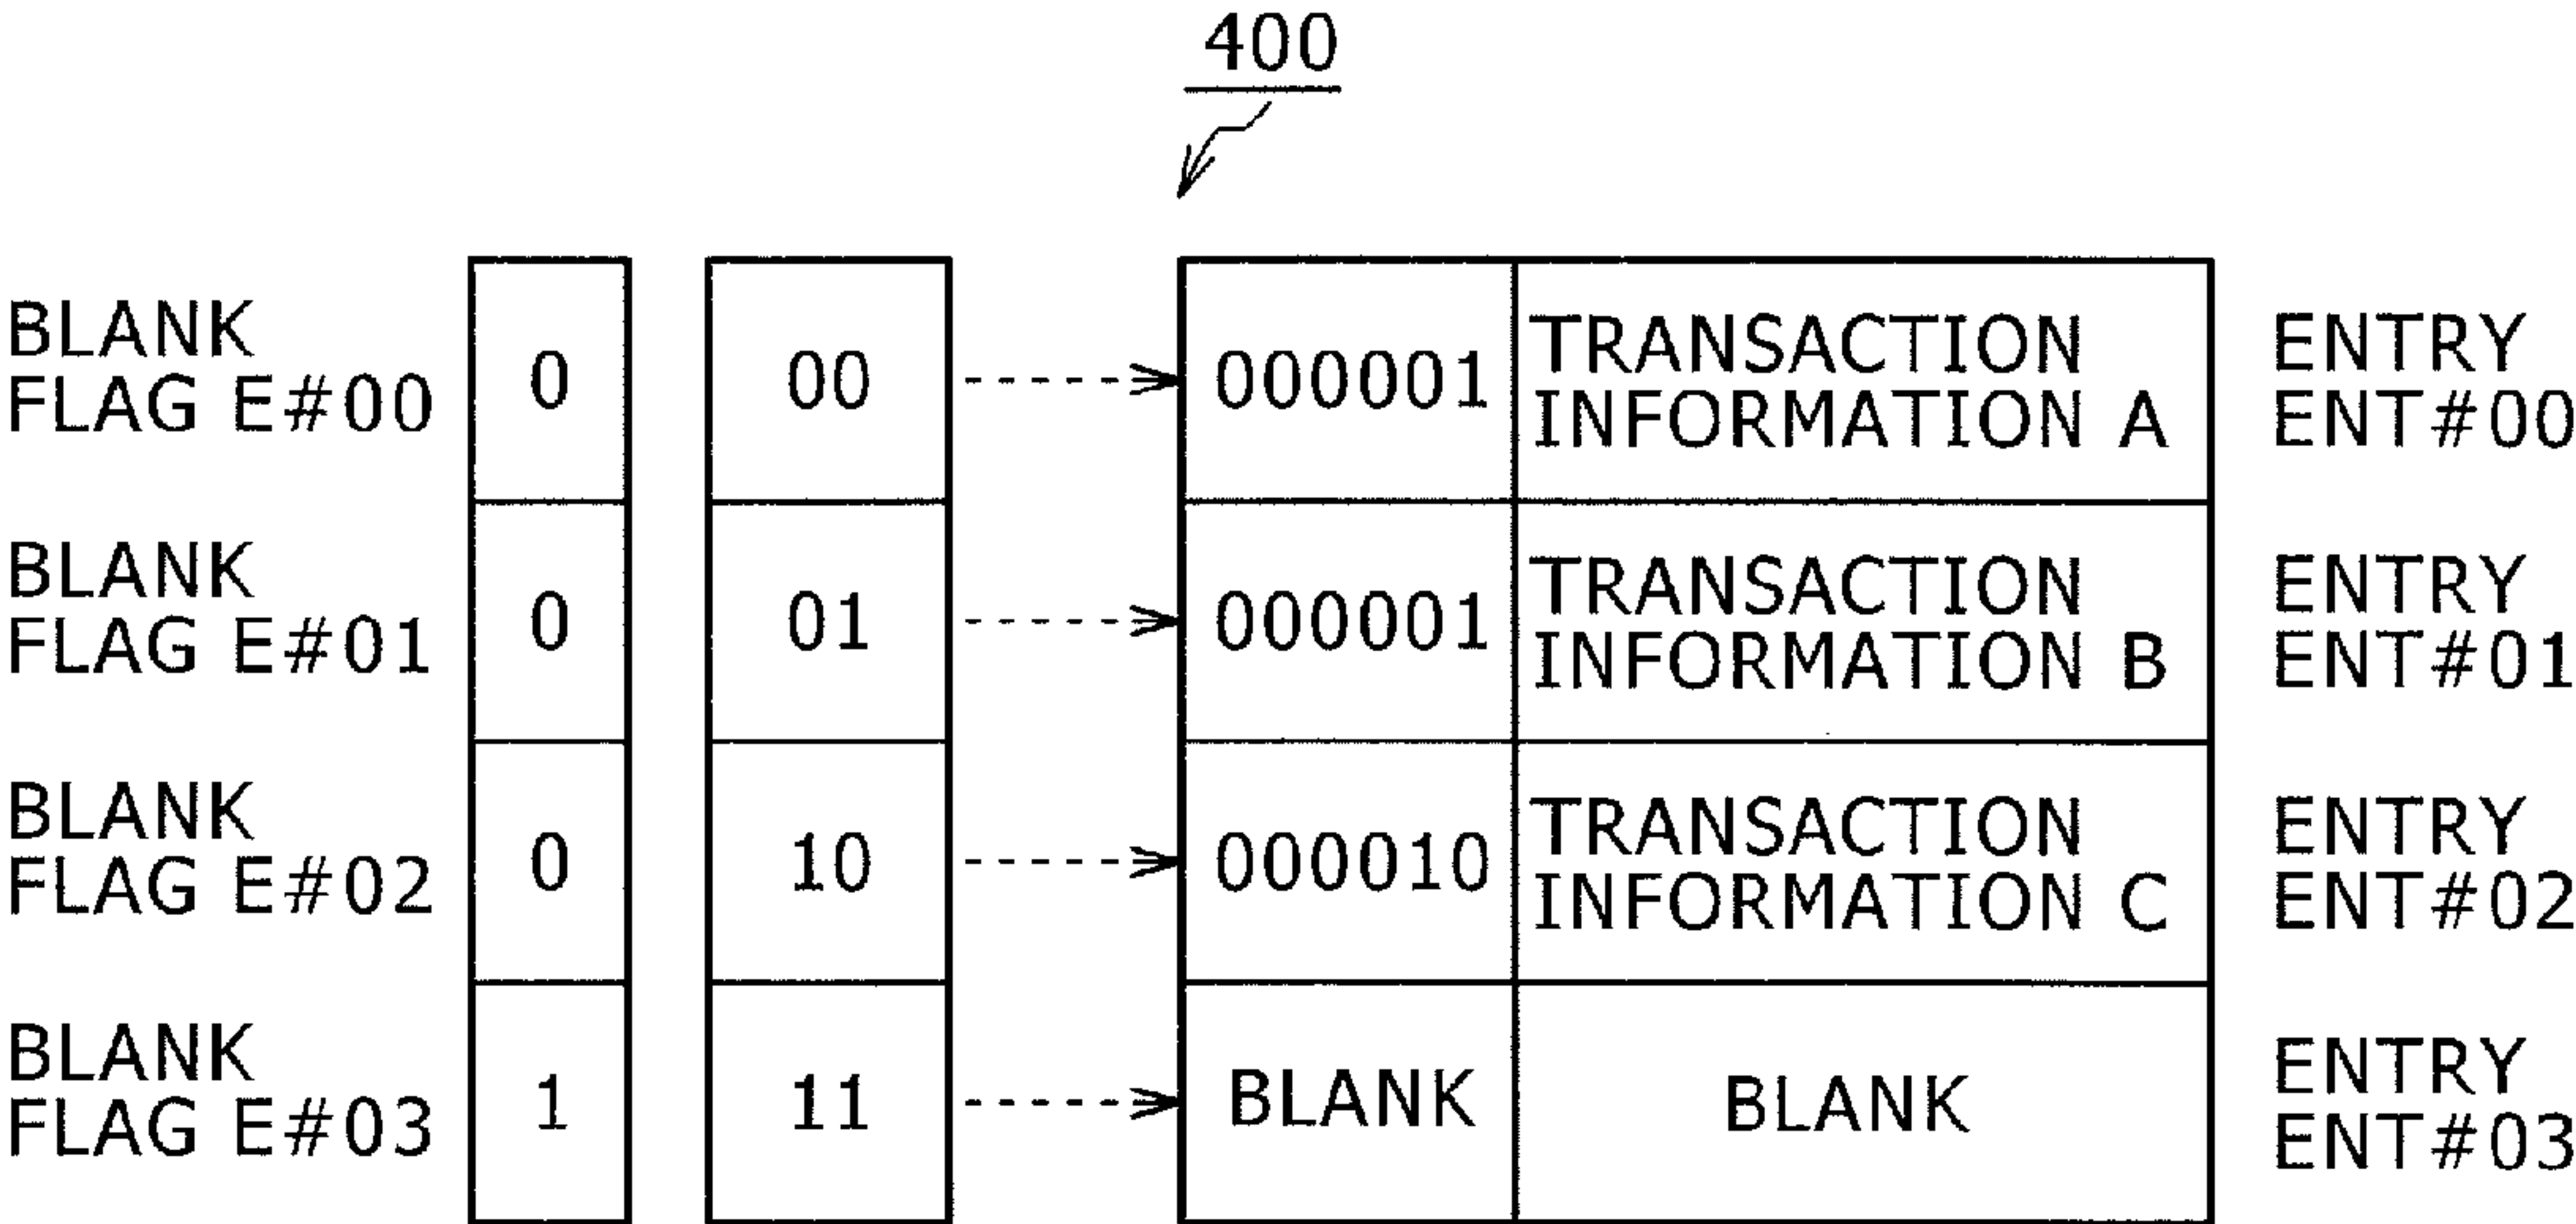 400
BLANK
FLAG E#00
0
00
000001
TRANSACTION
INFORMATION A
ENTRY
ENT#00
BLANK
FLAG E#01
0
01
000001
TRANSACTION
INFORMATION B
ENTRY
ENT#01
BLANK
FLAG E#02
0
10
000010
TRANSACTION
INFORMATION C
ENTRY
ENT#02
BLANK
FLAG E#03
1
11
BLANK
BLANK
ENTRY
ENT#03